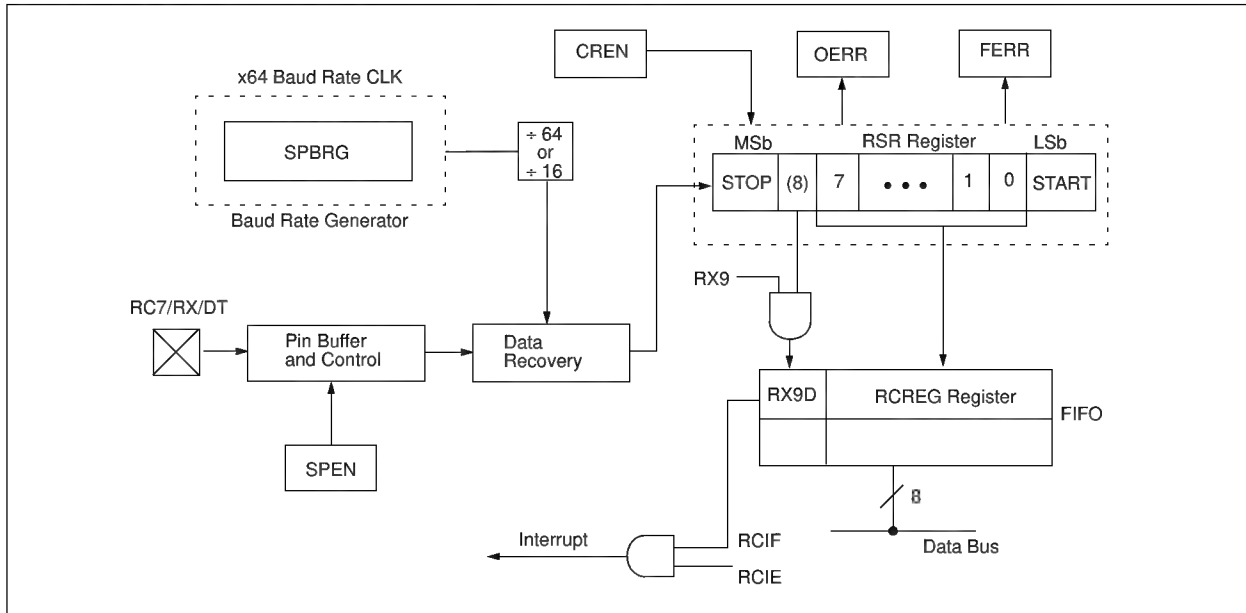 CREN
OERR
FERR
x64 Baud Rate CLK
SPBRG
÷ 64
or
÷ 16
Baud Rate Generator
MSb
RSR Register
LSb
STOP
(8)
7
• • •
1
0
START
RX9
RC7/RX/DT
Pin Buffer
and Control
Data
Recovery
SPEN
RX9D
RCREG Register
FIFO
8
Data Bus
Interrupt
RCIF
RCIE